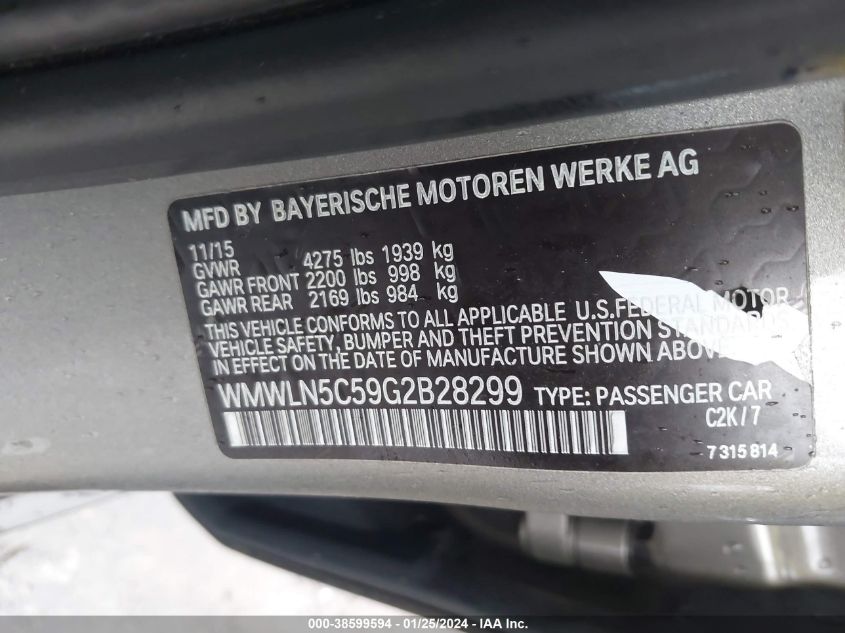 MFD BY BAYERISCHE MOTOREN WERKE AG
11/15
GVWR 4275 lbs 1939 kg
GAWR FRONT 2200 lbs 998 kg
GAWR REAR 2169 lbs 984 kg
THIS VEHICLE CONFORMS TO ALL APPLICABLE U.S.FEDERAL MOTOR
VEHICLE SAFETY, BUMPER AND THEFT PREVENTION STANDARDS
IN EFFECT ON THE DATE OF MANUFACTURE SHOWN ABOVE.
WMWLN5C59G2B28299 TYPE: PASSENGER CAR
C2K / 7
7 315 814
000-38599594 - 01/25/2024 - IAA, Inc.